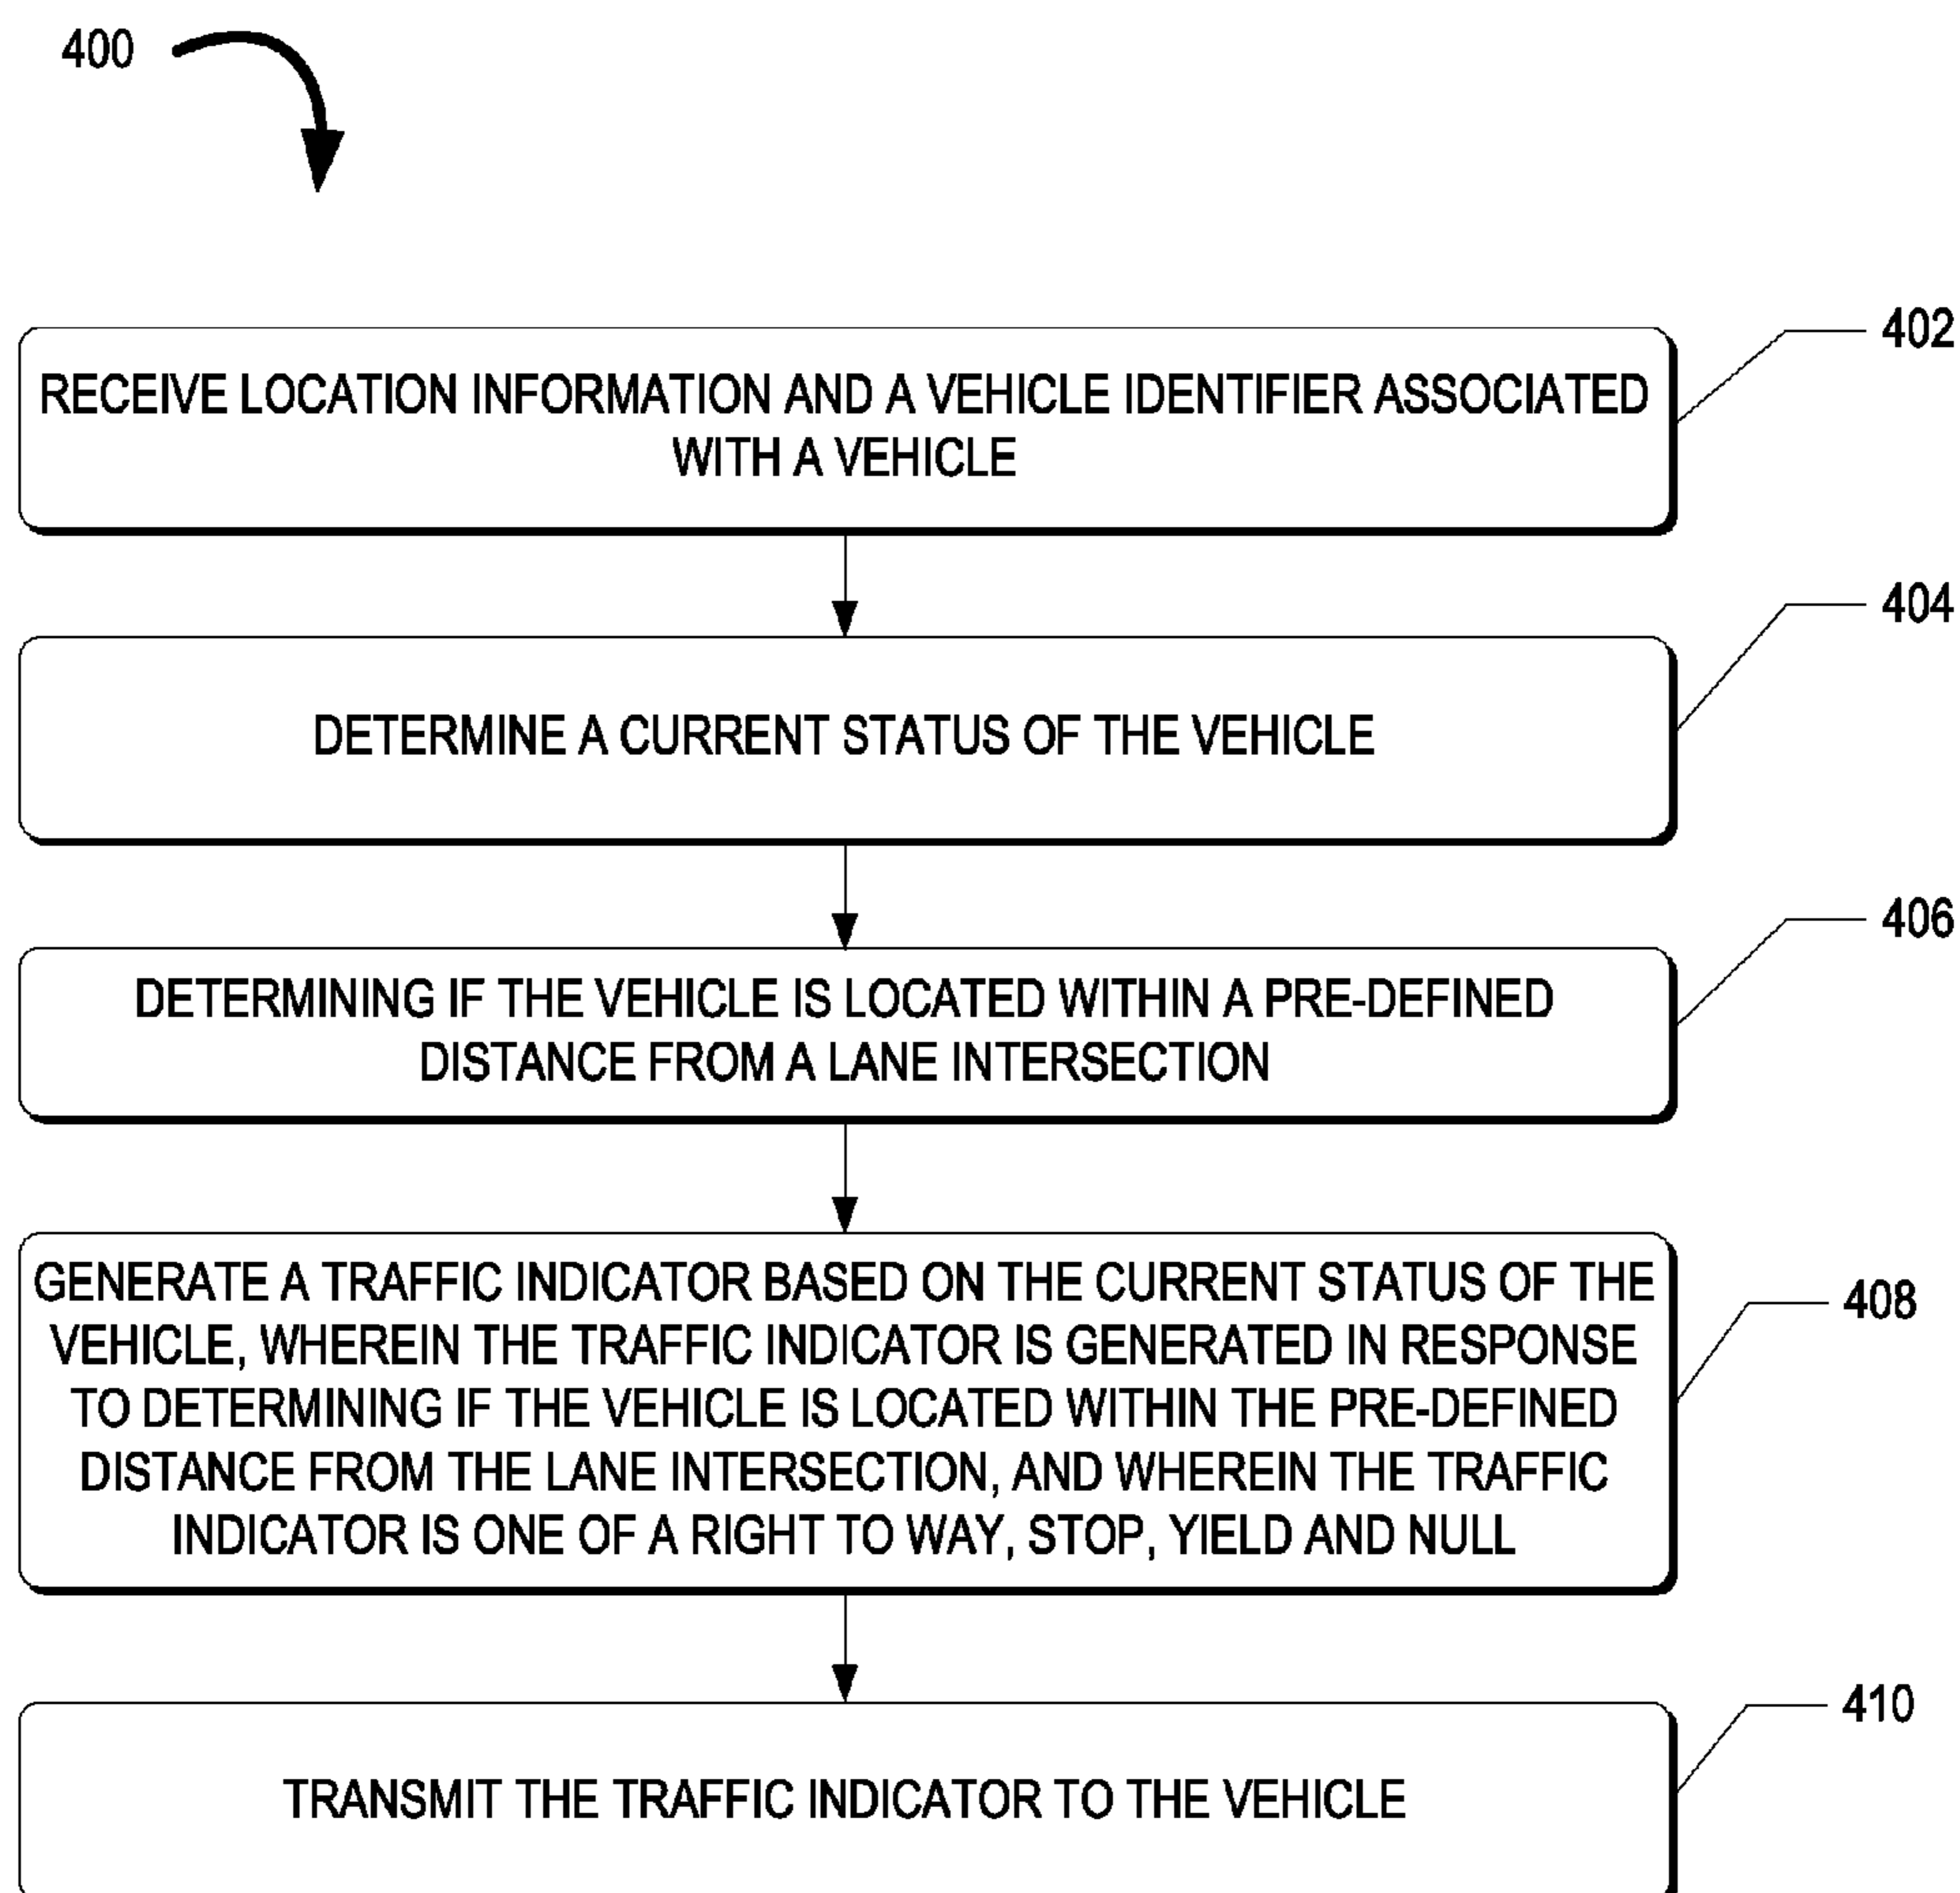 400
402
RECEIVE LOCATION INFORMATION AND A VEHICLE IDENTIFIER ASSOCIATED
WITH A VEHICLE
404
DETERMINE A CURRENT STATUS OF THE VEHICLE
406
DETERMINING IF THE VEHICLE IS LOCATED WITHIN A PRE-DEFINED
DISTANCE FROM A LANE INTERSECTION
408
GENERATE A TRAFFIC INDICATOR BASED ON THE CURRENT STATUS OF THE
VEHICLE, WHEREIN THE TRAFFIC INDICATOR IS GENERATED IN RESPONSE
TO DETERMINING IF THE VEHICLE IS LOCATED WITHIN THE PRE-DEFINED
DISTANCE FROM THE LANE INTERSECTION, AND WHEREIN THE TRAFFIC
INDICATOR IS ONE OF A RIGHT TO WAY, STOP, YIELD AND NULL
410
TRANSMIT THE TRAFFIC INDICATOR TO THE VEHICLE